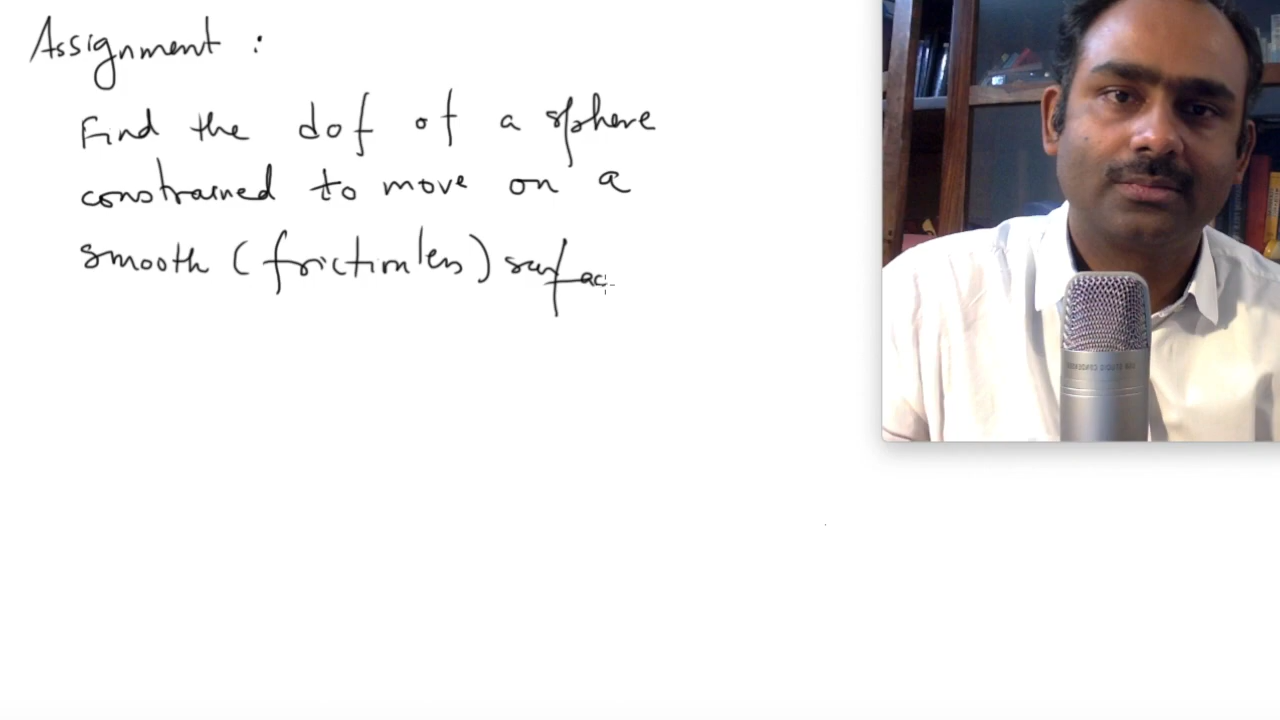 Assignment :
Find the dof of a sphere
constrained to move on a
smooth (frictionless) surfac